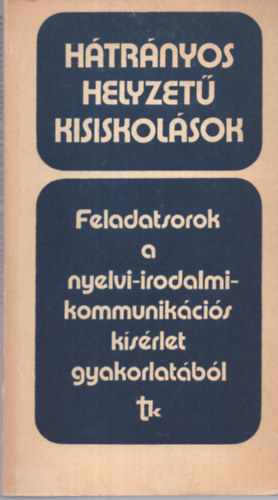 HÁTRÁNYOS
HELYZETŰ
KISISKOLÁSOK
Feladatsorok
a
nyelvi-irodalmi-
kommunikációs
kísérlet
gyakorlatából
tk